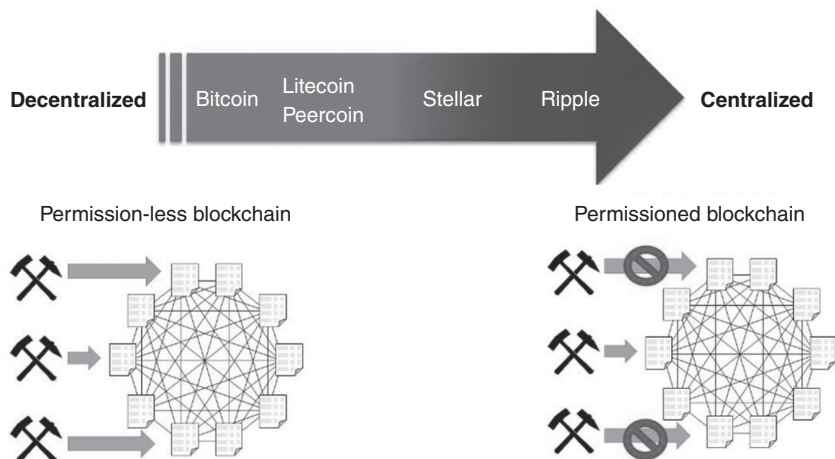 Decentralized
Bitcoin
Litecoin
Peercoin
Stellar
Ripple
Centralized
Permission-less blockchain
Permissioned blockchain